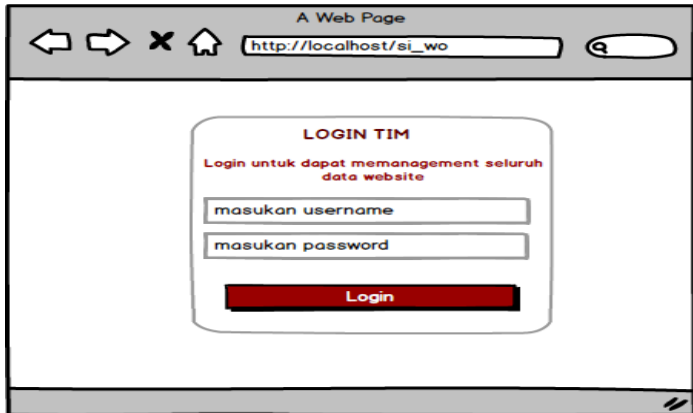 A Web Page
http://localhost/si_wo
LOGIN TIM
Login untuk dapat memanagement seluruh
data website
masukan username
masukan password
Login